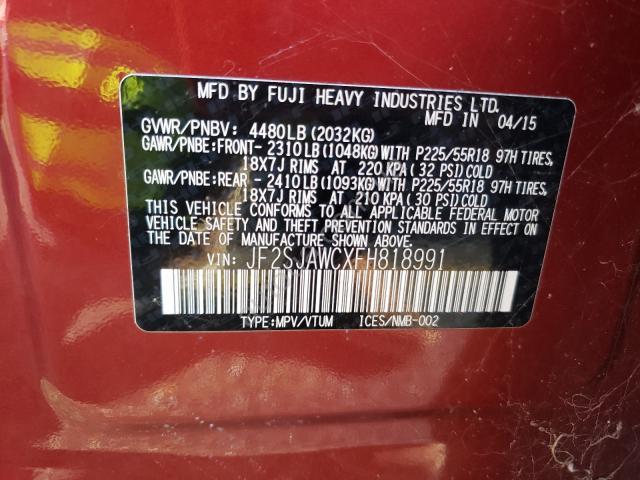 MFD BY FUJI HEAVY INDUSTRIES LTD.
MFD IN 04/15
GVWR/PNBV: 4480LB(2032KG)
GAWR/PNBE:FRONT- 2310LB(1048KG)WITH P225/55R18 97H TIRES,
18X7J RIMS AT 220 KPA( 32 PSI)COLD
GAWR/PNBE:REAR - 2410LB(1093KG)WITH P225/55R18 97H TIRES,
18X7J RIMS AT 210 KPA( 30 PSI)COLD
THIS VEHICLE CONFORMS TO ALL APPLICABLE FEDERAL MOTOR
VEHICLE SAFETY AND THEFT PREVENTION STANDARDS IN EFFECT
ON THE DATE OF MANUFACTURE SHOWN ABOVE.
VIN: JF2SJAWCXFH818991
TYPE:MPV/VTUM ICES/NMB-002